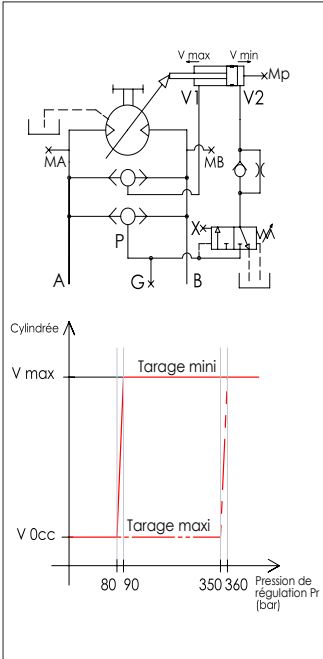 V max V min
Mp
V1 V2
MA
MB
X
P
A G B
Cylindrée
V max
Tarage mini
V 0cc
Tarage maxi
80 90 350 360
Pression de
régulation Pr
(bar)